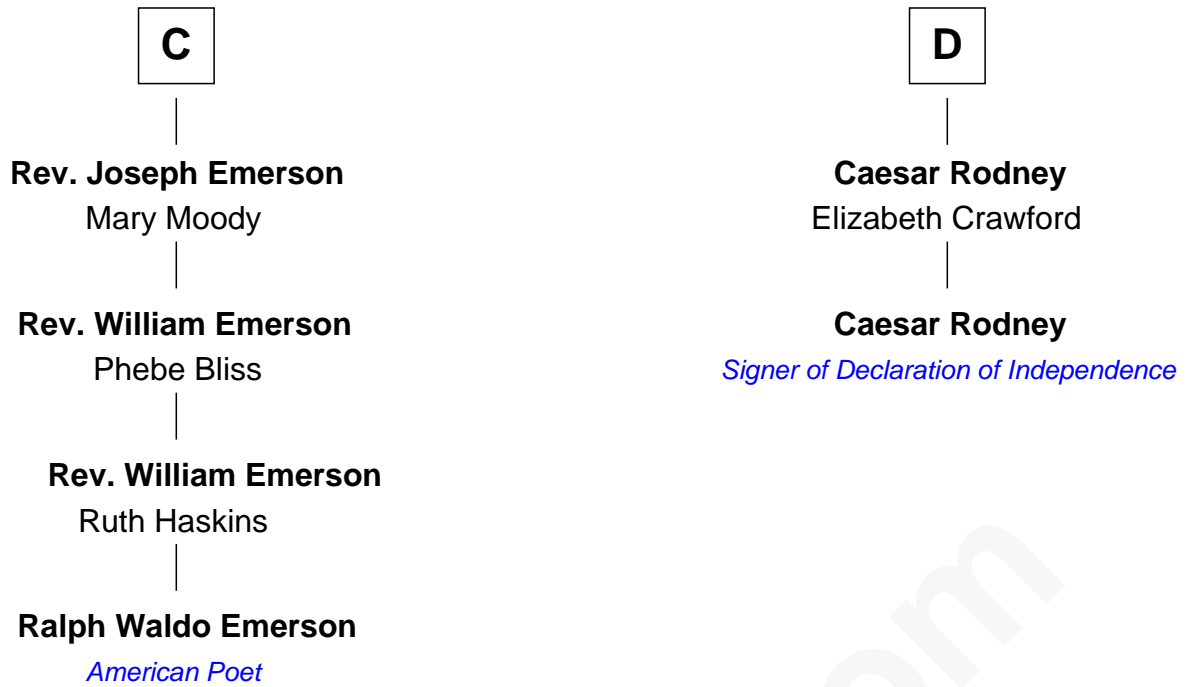 C
Rev. Joseph Emerson
Mary Moody
Rev. William Emerson
Phebe Bliss
Rev. William Emerson
Ruth Haskins
Ralph Waldo Emerson
American Poet
D
Caesar Rodney
Elizabeth Crawford
Caesar Rodney
Signer of Declaration of Independence
om